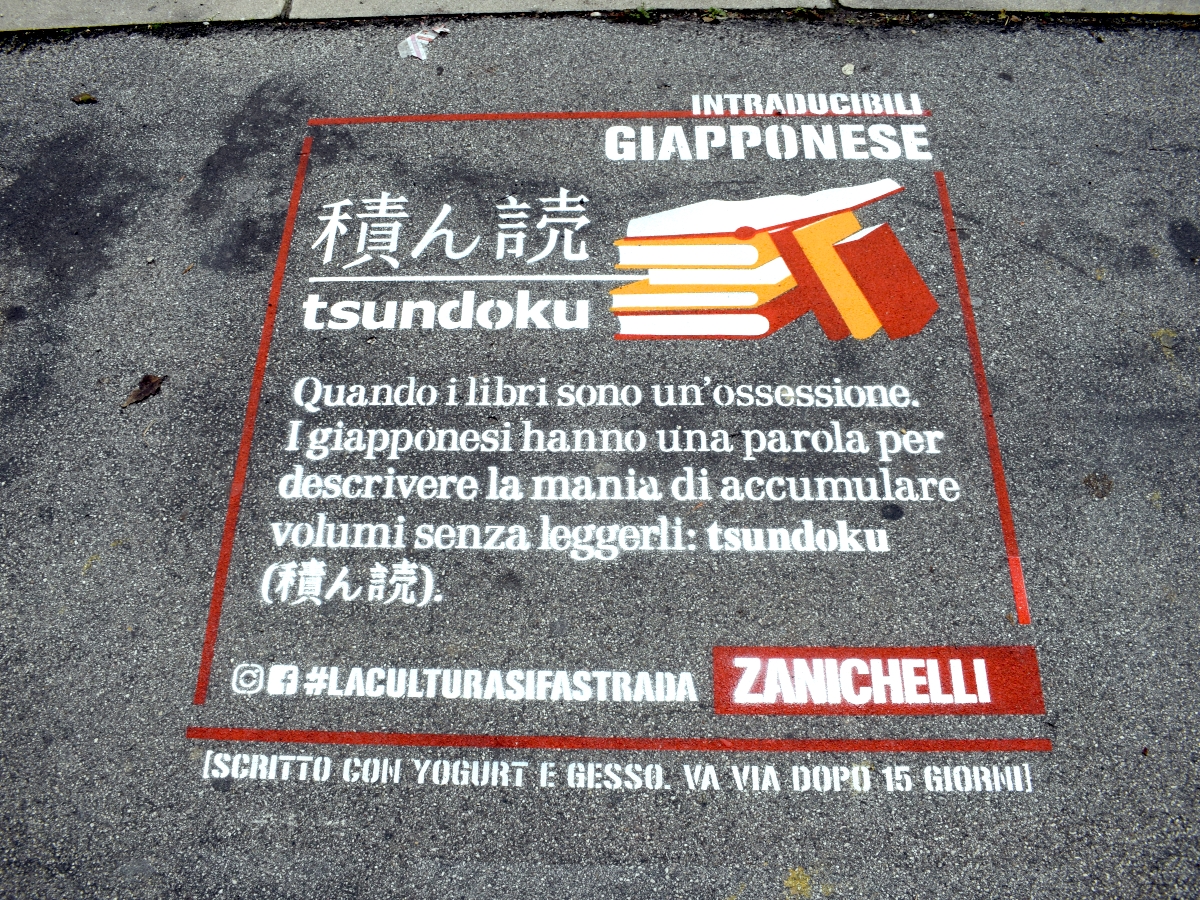 INTRADUCIBILI
GIAPPONESE
積ん読
tsundoku
Quando i libri sono un'ossessione.
I giapponesi hanno una parola per
descrivere la mania di accumulare
volumi senza leggerli: tsundoku
(積ん読).
#LACULTURASIFASTRADA
ZANICHELLI
[SCRITTO CON YOGURT E GESSO. VA VIA DOPO 15 GIORNI]